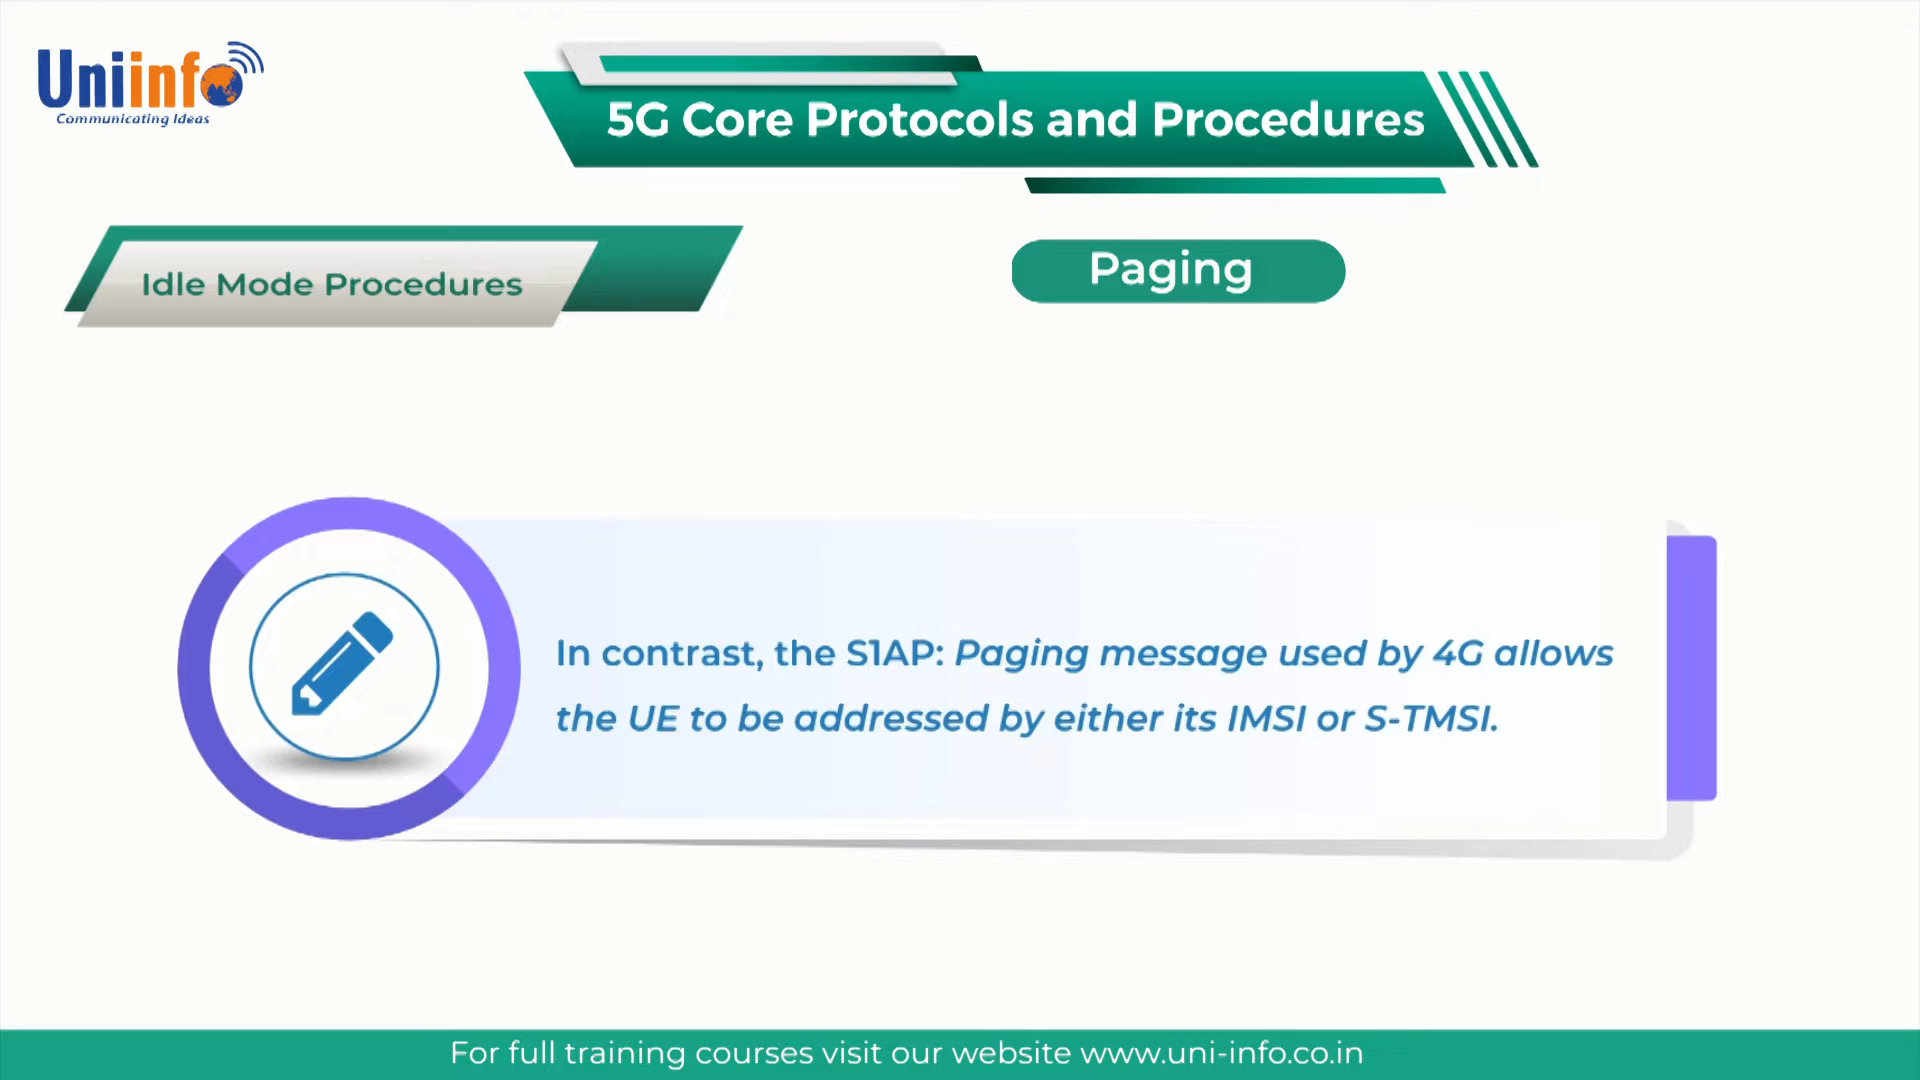 Uniinfo
Communicating Ideas
5G Core Protocols and Procedures
Idle Mode Procedures
Paging
In contrast, the S1AP: Paging message used by 4G allows
the UE to be addressed by either its IMSI or S-TMSI.
For full training courses visit our website www.uni-info.co.in